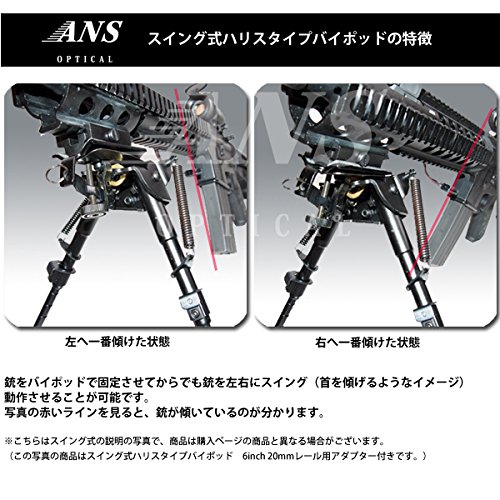 ANS
OPTICAL
スイング式ハリスタイプバイポッドの特徴
ANS
OPTICAL
左へ一番傾けた状態
右へ一番傾けた状態
銃をバイポッドで固定させてからでも銃を左右にスイング（首を傾げるようなイメージ）
動作させることが可能です。
写真の赤いラインを見ると、銃が傾いているのが分かります。
※こちらはスイング式の説明の写真で、商品は購入ページの商品と異なる場合がございます。
（この写真の商品はスイング式ハリスタイプバイポッド　6inch 20mmレール用アダプター付きです。）